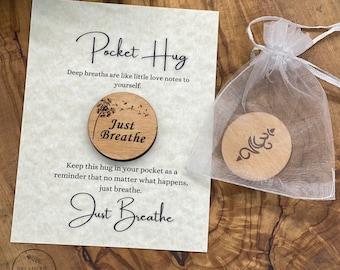 Pocket Hug
Deep breaths are like little love notes to
yourself.
Just
Breathe
Keep this hug in your pocket as a
reminder that no matter what happens,
just breathe.
Just Breathe